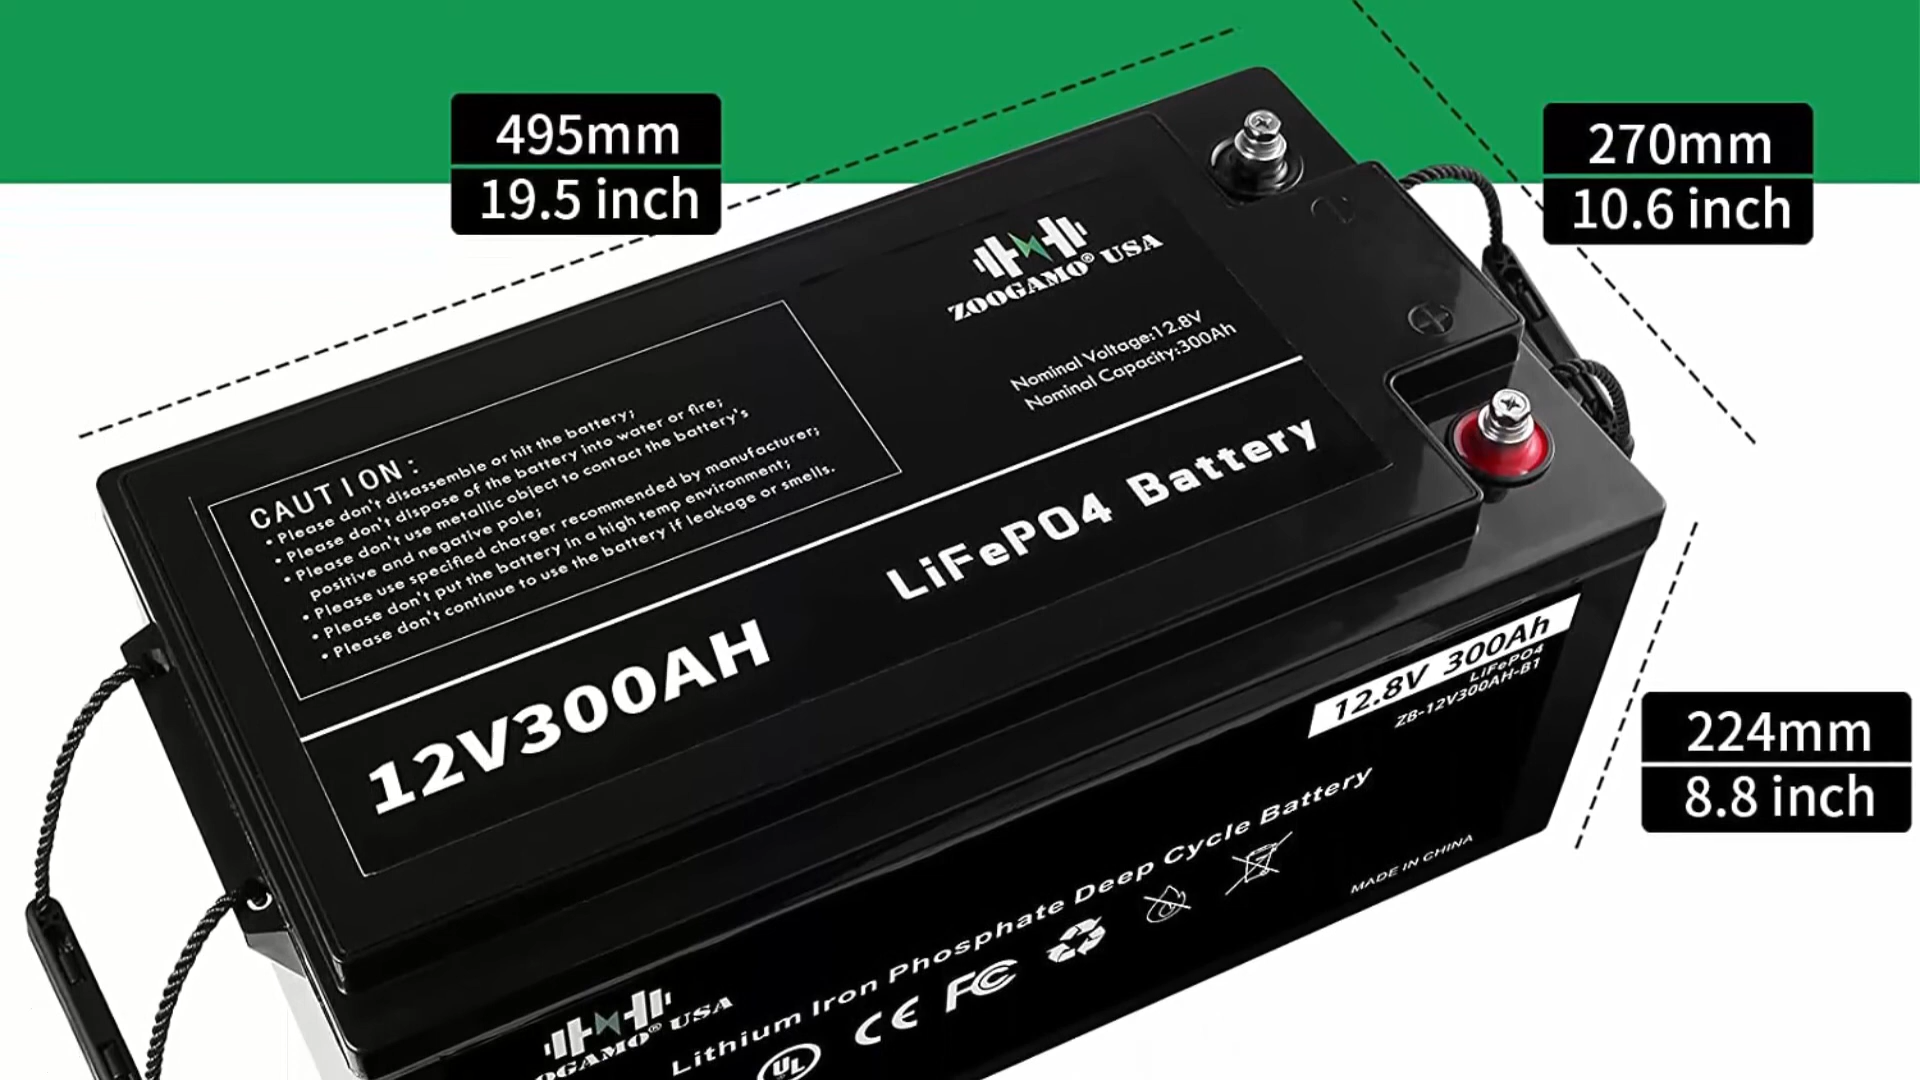 495mm
19.5 inch
270mm
10.6 inch
224mm
8.8 inch
ZOOGAMO® USA
Nominal Voltage:12.8V
Nominal Capacity:300Ah
CAUTION:
• Please don't disassemble or hit the battery;
• Please don't dispose of the battery into water or fire;
• Please don't use metallic object to contact the battery's
positive and negative pole;
• Please use specified charger recommended by manufacturer;
• Please don't put the battery in a high temp environment;
• Please don't continue to use the battery if leakage or smells.
12V300AH
LiFePO4 Battery
12.8V 300Ah
LiFePO4
ZB-12V300AH-B1
Lithium Iron Phosphate Deep Cycle Battery
MADE IN CHINA
OGAMO® USA
UL
CE
FC